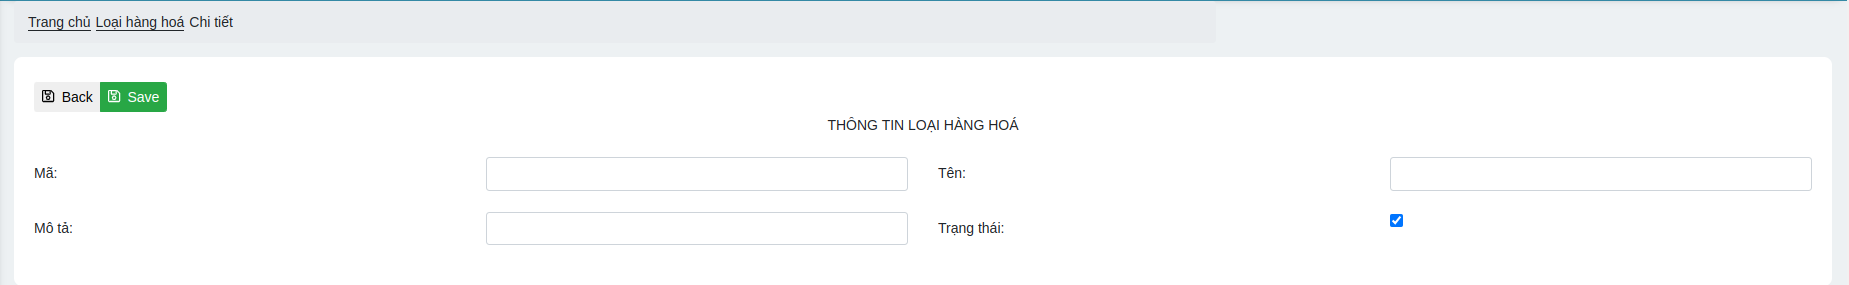 Trang chủ Loại hàng hoá Chi tiết
Back Save
THÔNG TIN LOẠI HÀNG HOÁ
Mã: Tên:
Mô tả: Trạng thái: